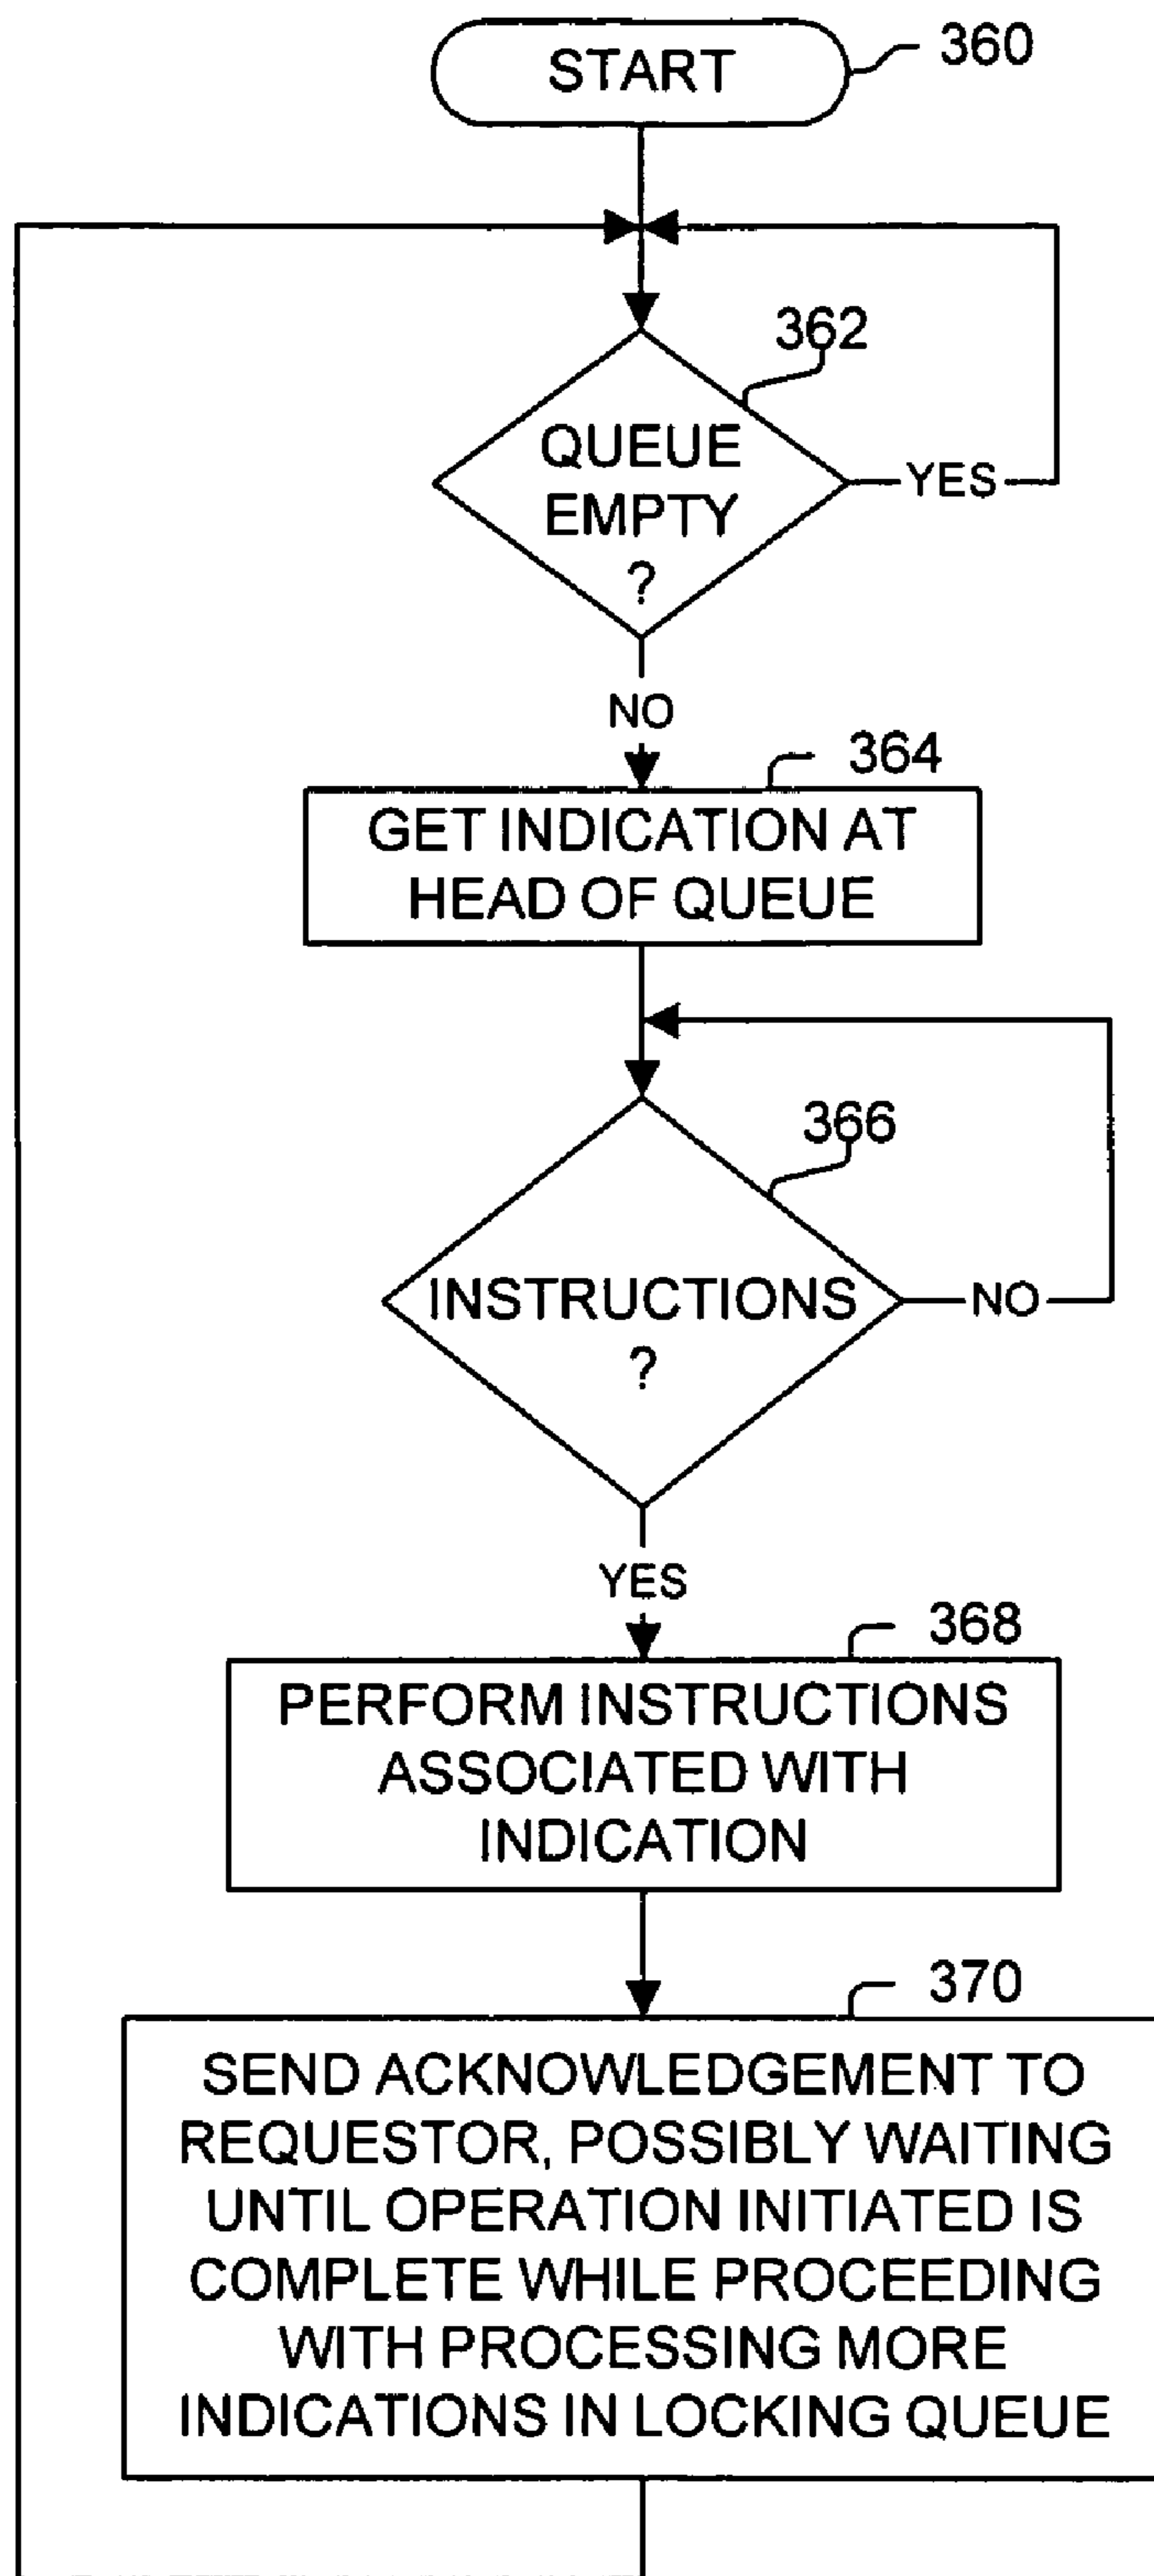 START
360
362
QUEUE
EMPTY
?
YES
NO
364
GET INDICATION AT
HEAD OF QUEUE
366
INSTRUCTIONS
?
NO
YES
368
PERFORM INSTRUCTIONS
ASSOCIATED WITH
INDICATION
370
SEND ACKNOWLEDGEMENT TO
REQUESTOR, POSSIBLY WAITING
UNTIL OPERATION INITIATED IS
COMPLETE WHILE PROCEEDING
WITH PROCESSING MORE
INDICATIONS IN LOCKING QUEUE